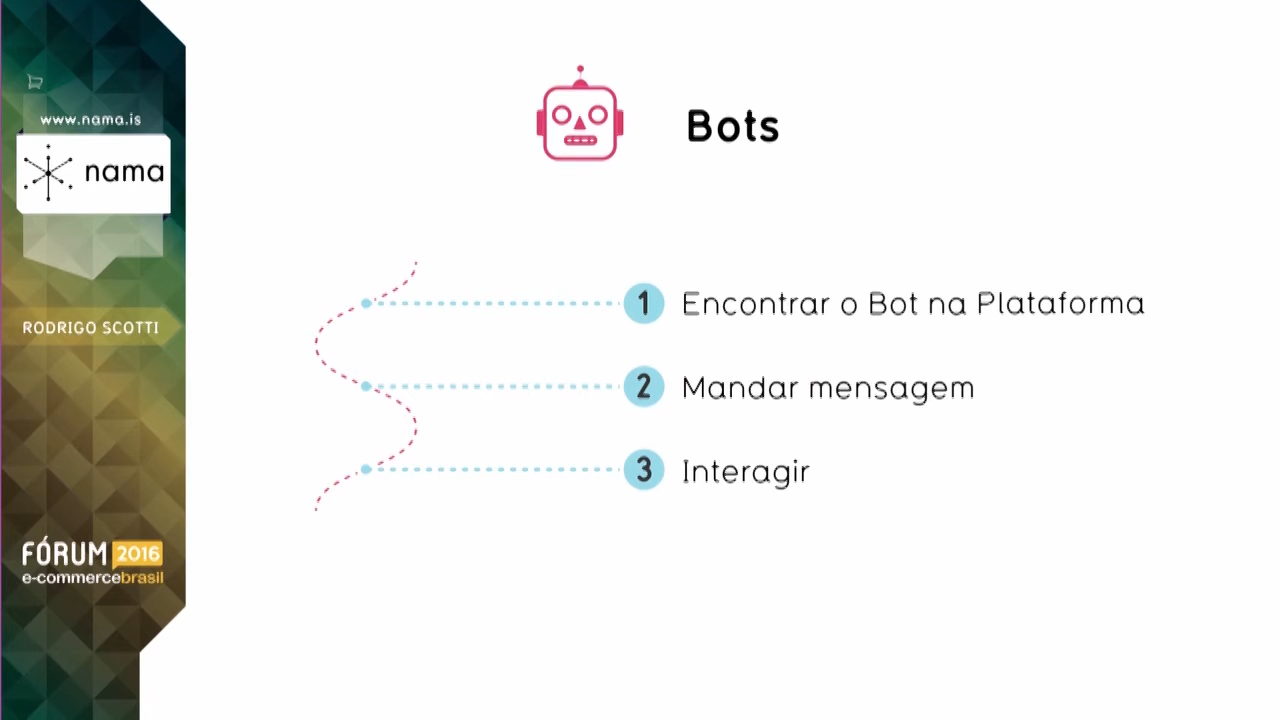 www.nama.is
nama
RODRIGO SCOTTI
FÓRUM 2016
e-commercebrasil
Bots
1 Encontrar o Bot na Plataforma
2 Mandar mensagem
3 Interagir